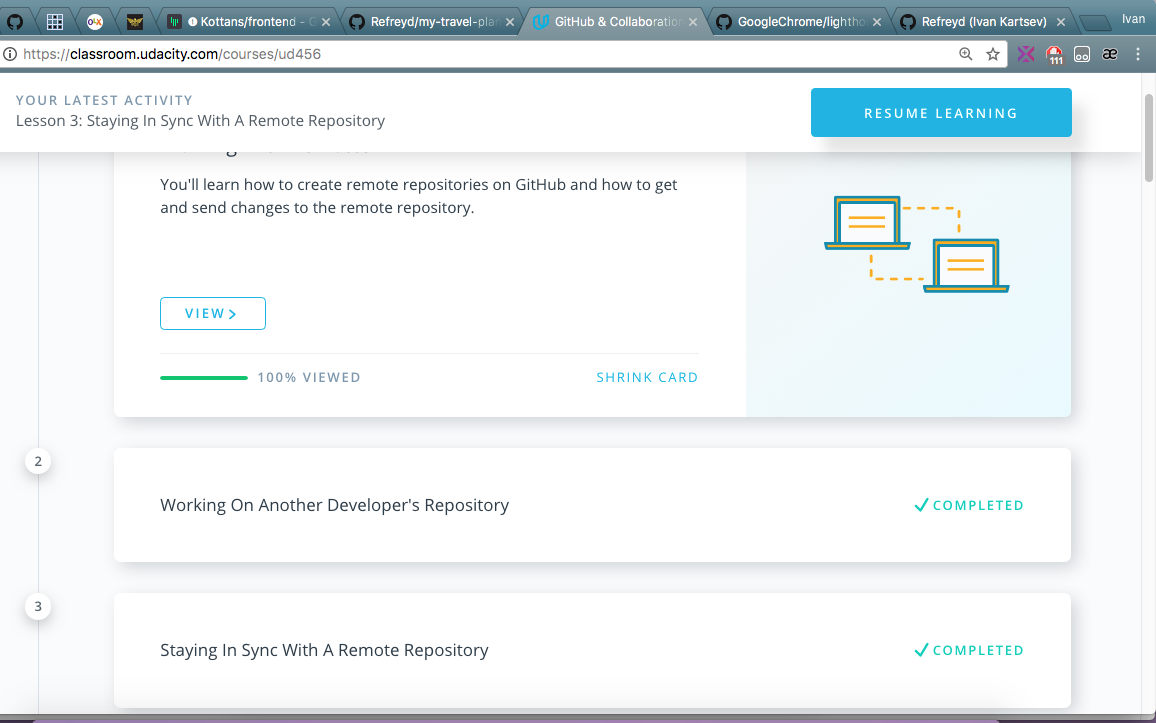 Kottans/frontend - G
Refreyd/my-travel-plan
GitHub & Collaboration
GoogleChrome/lightho
Refreyd (Ivan Kartsev)
Ivan
https://classroom.udacity.com/courses/ud456
111
YOUR LATEST ACTIVITY
Lesson 3: Staying In Sync With A Remote Repository
RESUME LEARNING
You'll learn how to create remote repositories on GitHub and how to get
and send changes to the remote repository.
VIEW
100% VIEWED
SHRINK CARD
2
Working On Another Developer's Repository
COMPLETED
3
Staying In Sync With A Remote Repository
COMPLETED